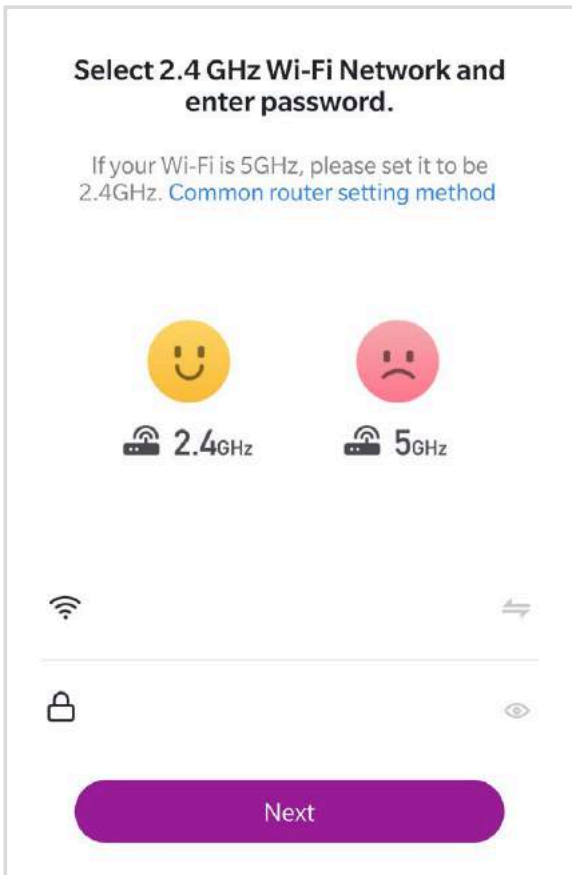 Select 2.4 GHz Wi-Fi Network and
enter password.
If your Wi-Fi is 5GHz, please set it to be
2.4GHz. Common router setting method
2.4GHz
5GHz
Next